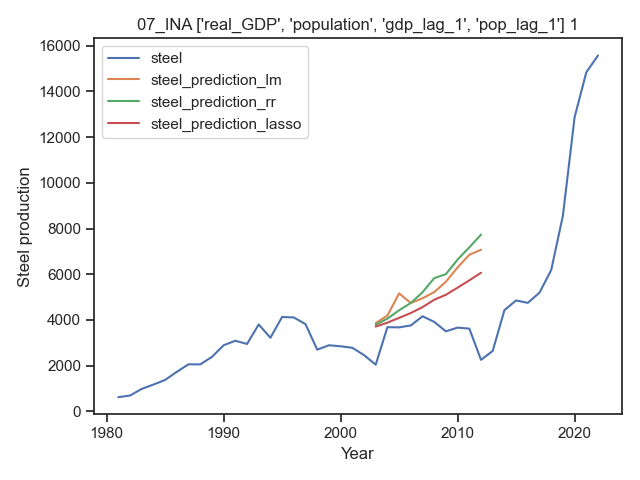 07_INA ['real_GDP', 'population', 'gdp_lag_1', 'pop_lag_1'] 1
steel
steel_prediction_lm
steel_prediction_rr
steel_prediction_lasso
16000
14000
12000
10000
8000
6000
4000
2000
0
Steel production
1980 1990 2000 2010 2020
Year